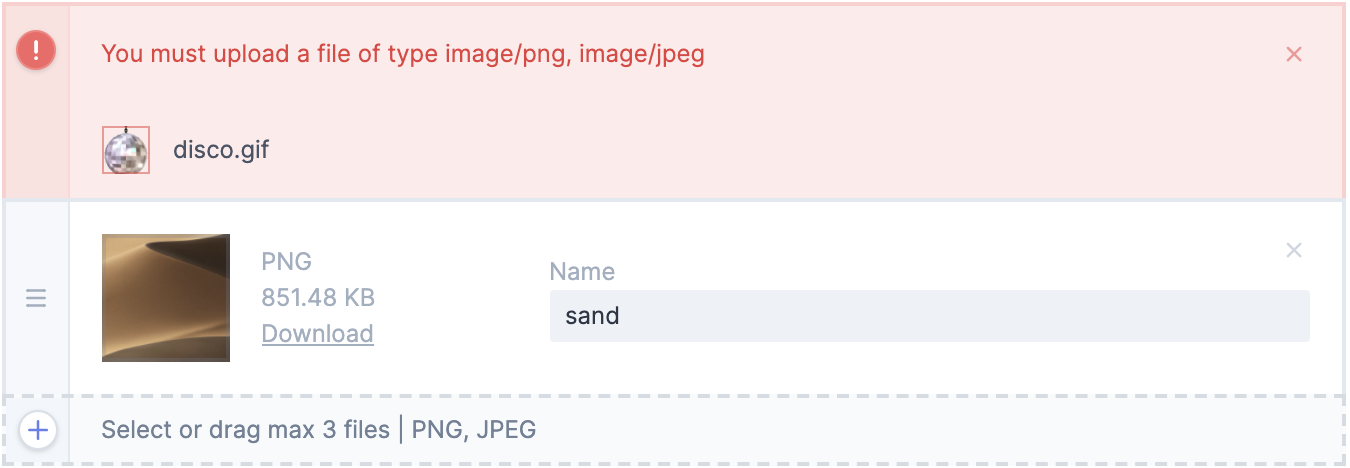 You must upload a file of type image/png, image/jpeg
disco.gif
PNG
851.48 KB
Download
Name
sand
Select or drag max 3 files | PNG, JPEG